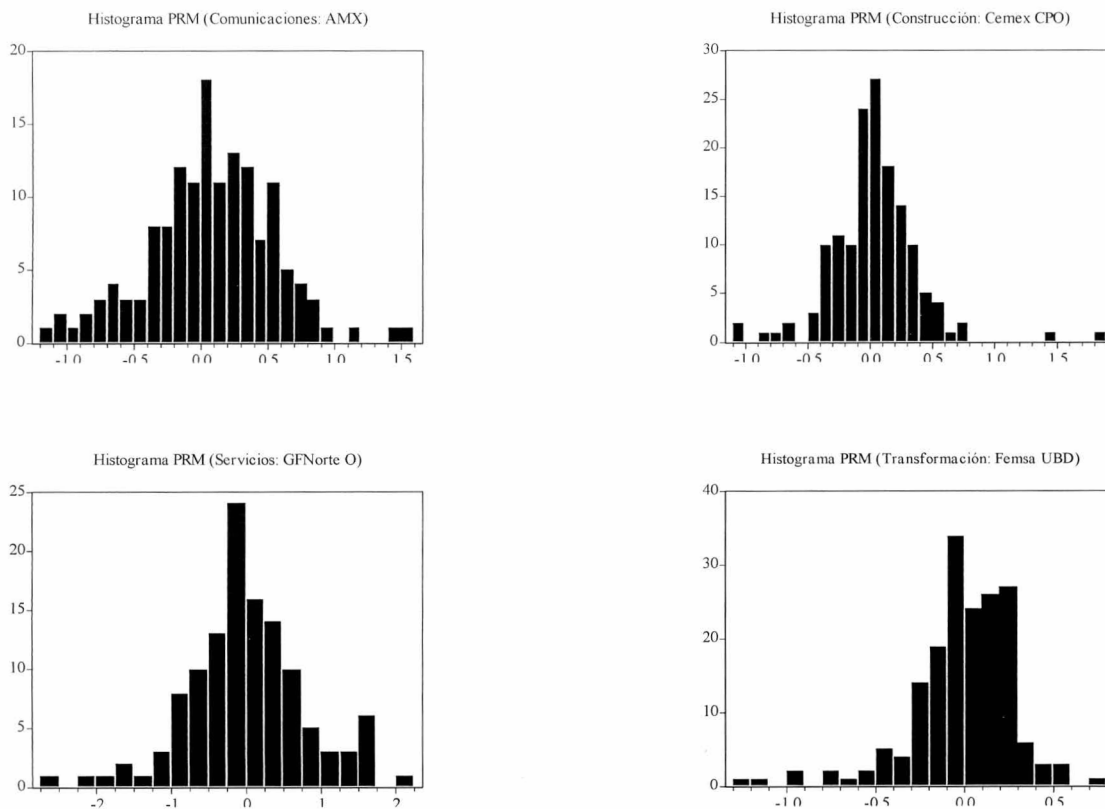 Histograma PRM (Comunicaciones: AMX)
20
15
10
5
0
-1.0 -0.5 0.0 0.5 1.0 1.5
Histograma PRM (Construcción: Cemex CPO)
30
25
20
15
10
5
0
-1.0 -0.5 0.0 0.5 1.0 1.5
Histograma PRM (Servicios: GFNorte O)
25
20
15
10
5
0
-2 -1 0 1 2
Histograma PRM (Transformación: Femsa UBD)
40
30
20
10
0
-1.0 -0.5 0.0 0.5